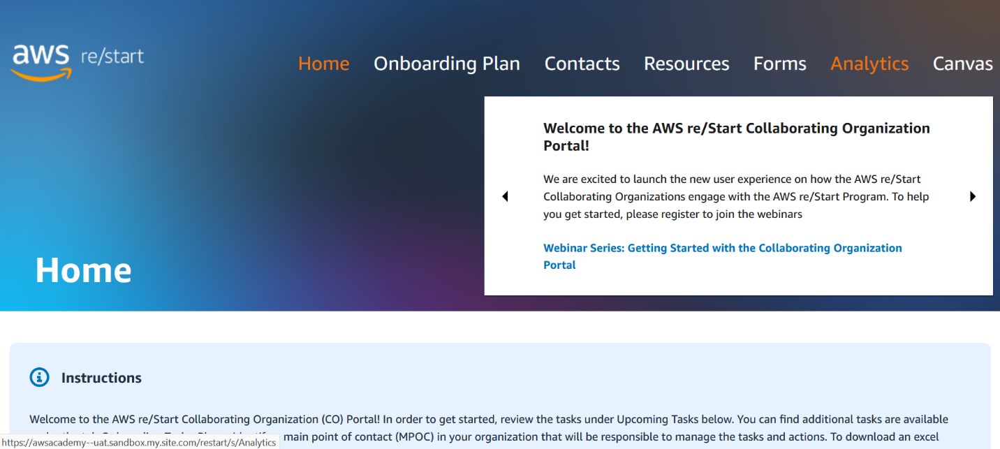 aws re/start
Home Onboarding Plan Contacts Resources Forms Analytics Canvas
Welcome to the AWS re/Start Collaborating Organization
Portal!
We are excited to launch the new user experience on how the AWS re/Start
Collaborating Organizations engage with the AWS re/Start Program. To help
you get started, please register to join the webinars
Webinar Series: Getting Started with the Collaborating Organization
Portal
Home
Instructions
Welcome to the AWS re/Start Collaborating Organization (CO) Portal! In order to get started, review the tasks under Upcoming Tasks below. You can find additional tasks are available
main point of contact (MPOC) in your organization that will be responsible to manage the tasks and actions. To download an excel
https://awsacademy--uat.sandbox.my.site.com/restart/s/Analytics